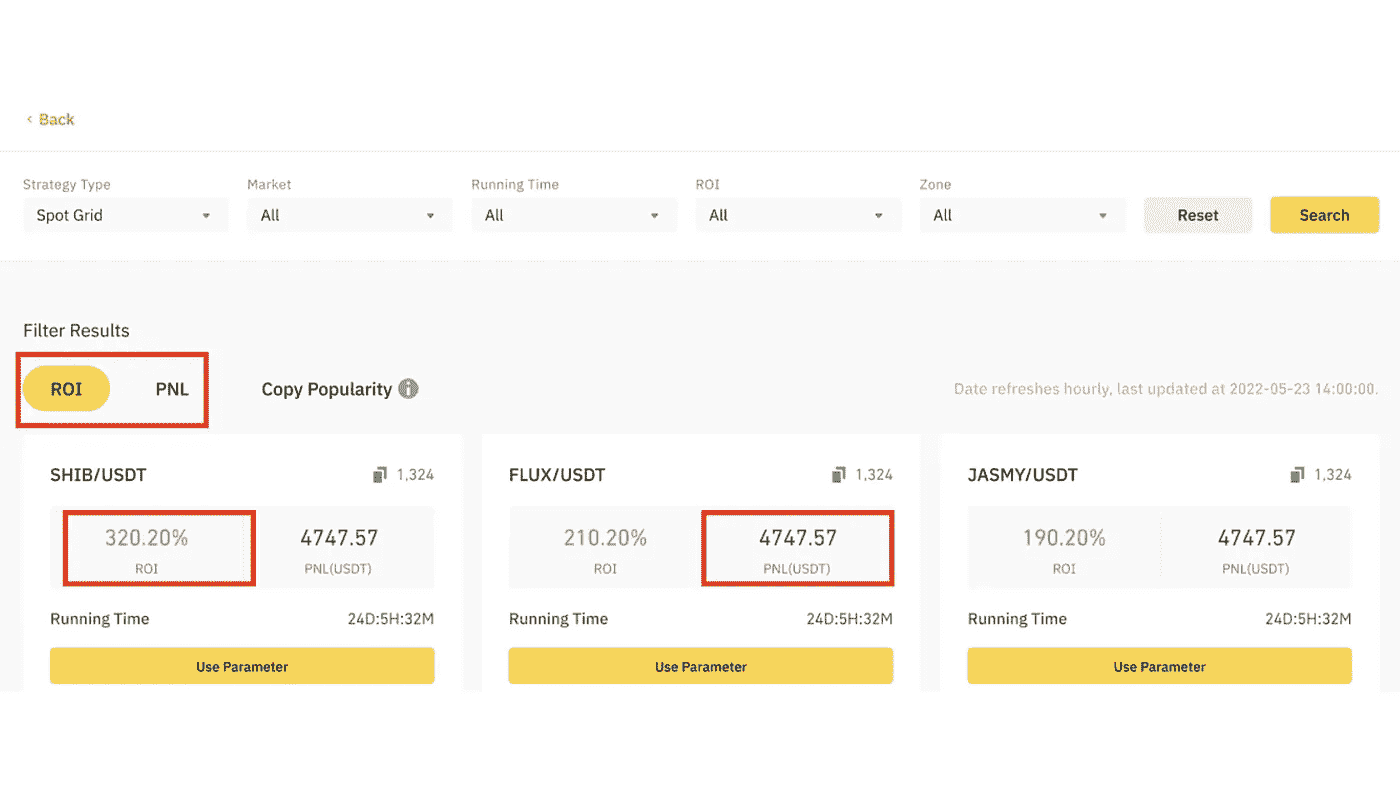 Back
Strategy Type Market Running Time ROI Zone
Spot Grid All All All All Reset Search
Filter Results
ROI PNL Copy Popularity Date refreshes hourly, last updated at 2022-05-23 14:00:00.
SHIB/USDT 1,324 FLUX/USDT 1,324 JASMY/USDT 1,324
320.20% 4747.57 210.20% 4747.57 190.20% 4747.57
ROI PNL(USDT) ROI PNL(USDT) ROI PNL(USDT)
Running Time 24D:5H:32M Running Time 24D:5H:32M Running Time 24D:5H:32M
Use Parameter Use Parameter Use Parameter